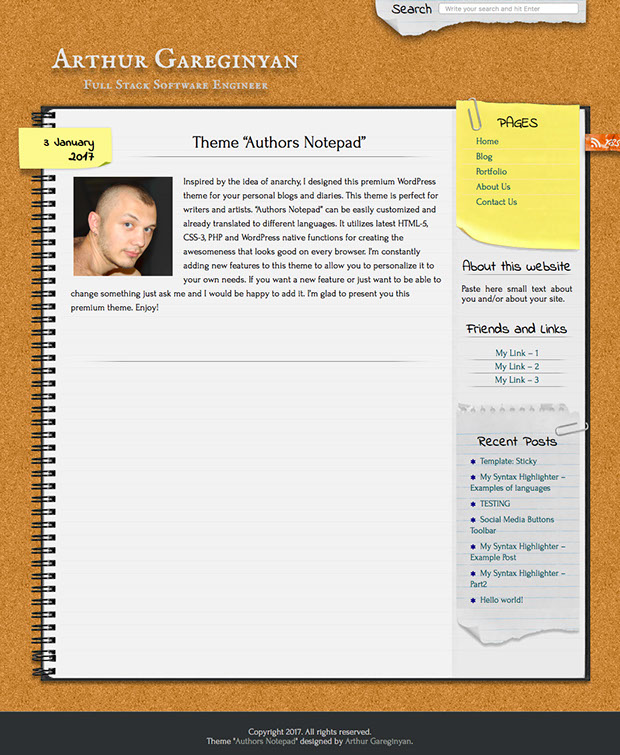 Search
Write your search and hit Enter
Arthur Gareginyan
Full Stack Software Engineer
3 January
2017
Theme “Authors Notepad”
Inspired by the idea of anarchy, I designed this premium WordPress
theme for your personal blogs and diaries. This theme is perfect for
writers and artists. “Authors Notepad” can be easily customized and
already translated to different languages. It utilizes latest HTML-5,
CSS-3, PHP and WordPress native functions for creating the
awesomeness that looks good on every browser. I'm constantly
adding new features to this theme to allow you to personalize it to
your own needs. If you want a new feature or just want to be able to
change something just ask me and I would be happy to add it. I'm glad to present you this
premium theme. Enjoy!
PAGES
Home
Blog
Portfolio
About Us
Contact Us
About this website
Paste here small text about
you and/or about your site.
Friends and Links
My Link – 1
My Link – 2
My Link – 3
Recent Posts
Template: Sticky
My Syntax Highlighter –
Examples of languages
TESTING
Social Media Buttons
Toolbar
My Syntax Highlighter –
Example Post
My Syntax Highlighter –
Part2
Hello world!
Copyright 2017. All rights reserved.
Theme "Authors Notepad" designed by Arthur Gareginyan.